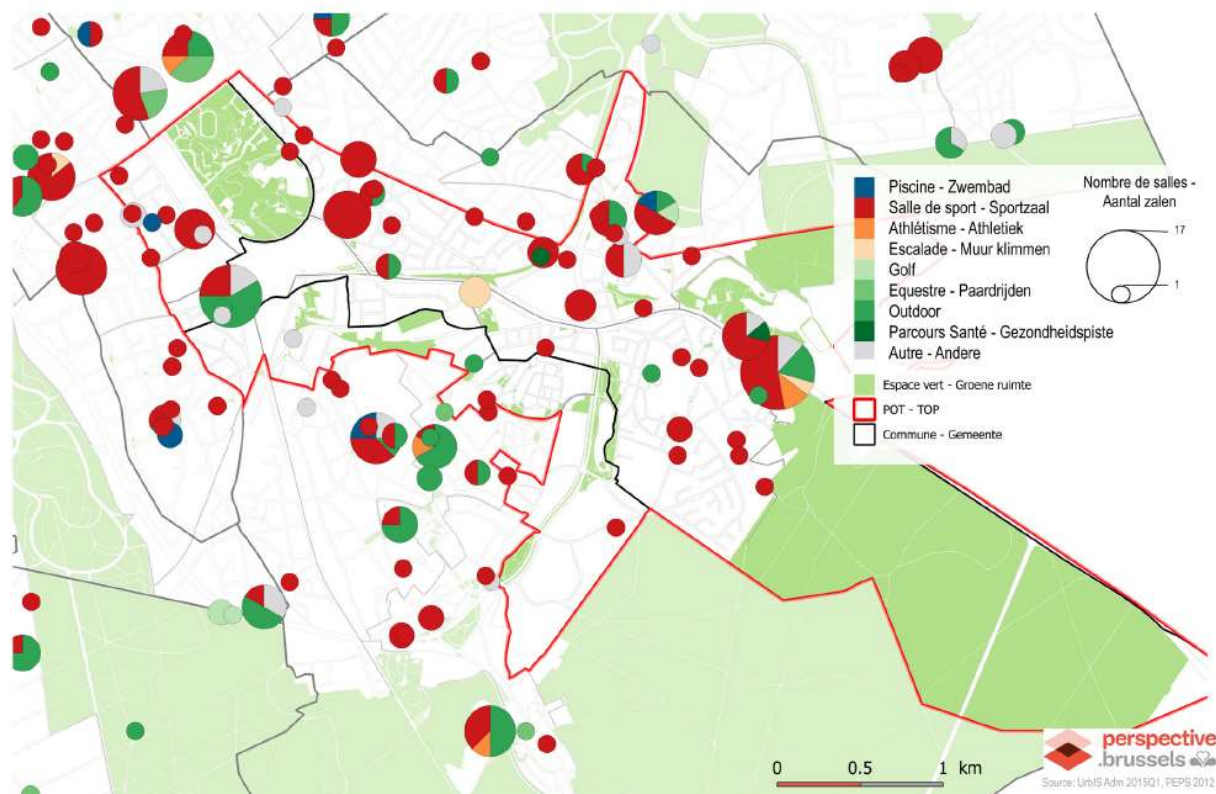 Piscine - Zwembad
Salle de sport - Sportzaal
Athlétisme - Athletiek
Escalade - Muur klimmen
Golf
Equestre - Paardrijden
Outdoor
Parcours Santé - Gezondheidspiste
Autre - Andere
Espace vert - Groene ruimte
POT - TOP
Commune - Gemeente
Nombre de salles -
Aantal zalen
17
1
0 0.5 1 km
perspective
.brussels
Source: UrbIS Adm 2015Q1, PEPS 2012